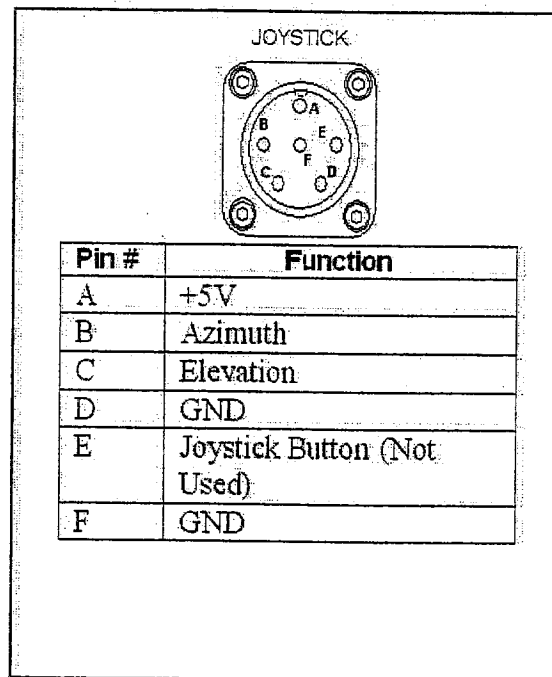 JOYSTICK
A
B
E
F
C
D
Pin # Function
A +5V
B Azimuth
C Elevation
D GND
E Joystick Button (Not
Used)
F GND